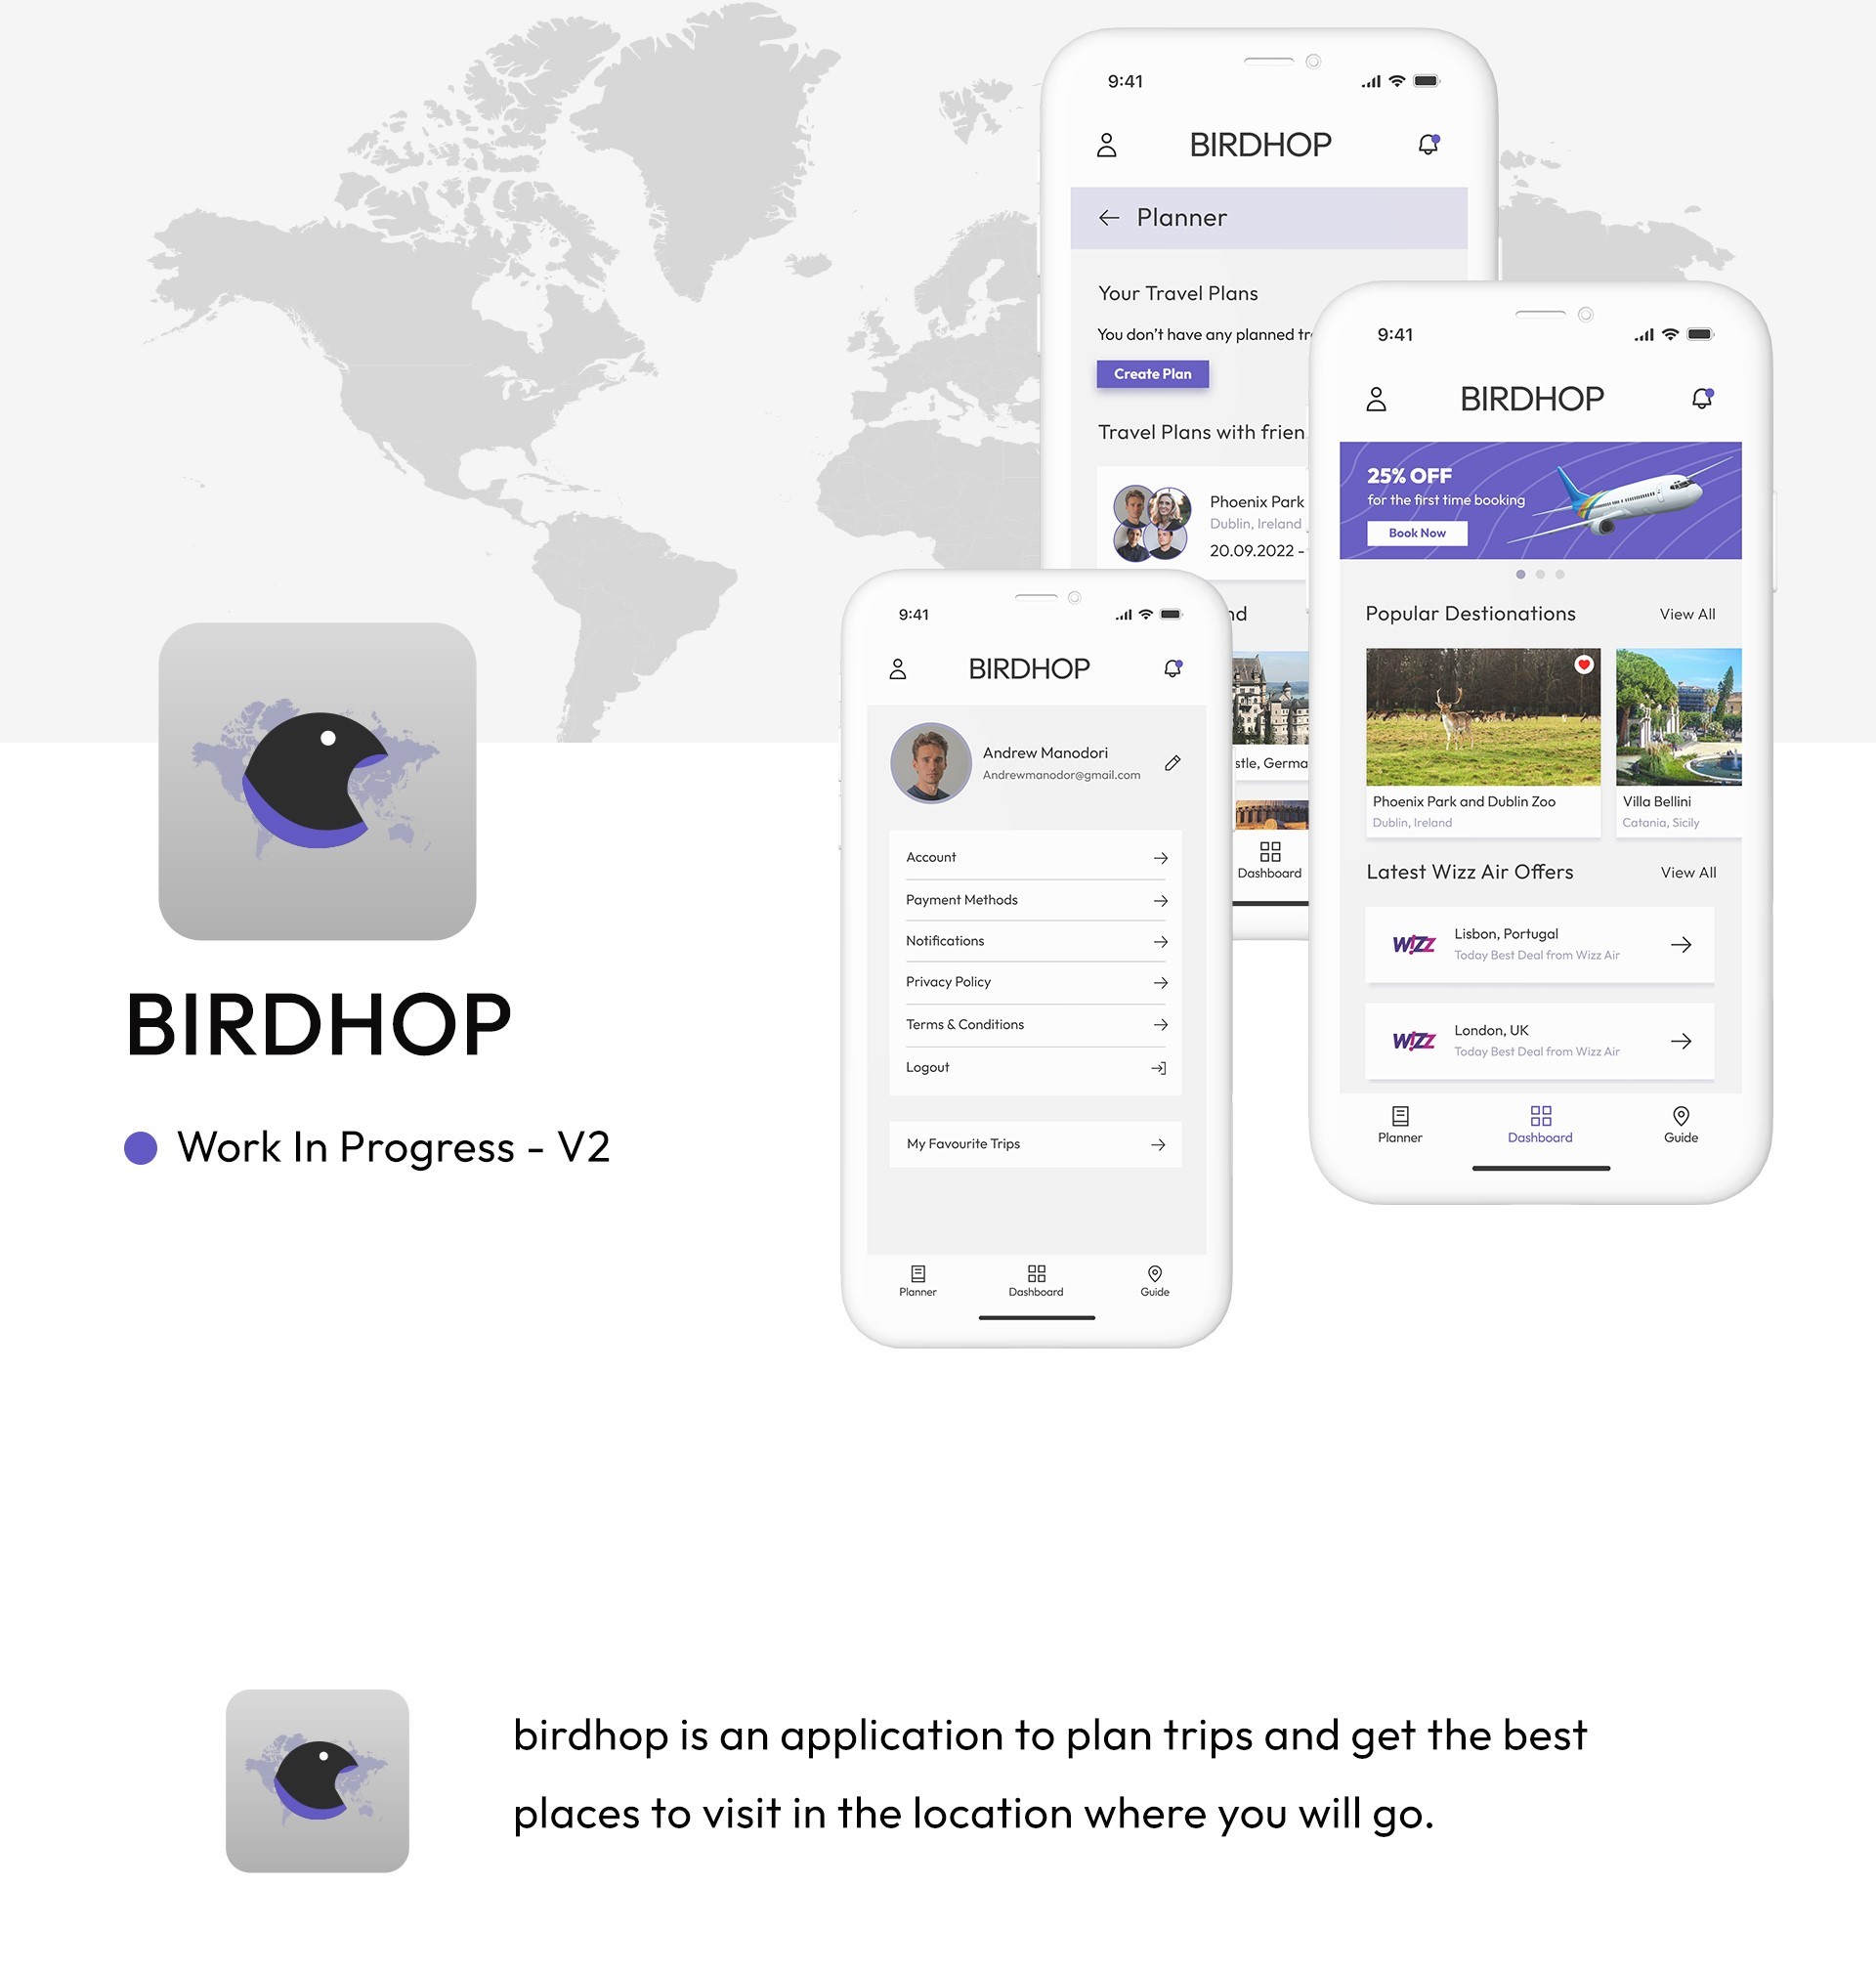 9:41
BIRDHOP
Planner
Your Travel Plans
You don't have any planned
Create Plan
Travel Plans with
Phoenix Park
Dublin, Ireland
20.09.2022 -
Dashboard
9:41
BIRDHOP
25% OFF
for the first time booking
Book Now
Popular Destionations
View All
Phoenix Park and Dublin Zoo
Dublin, Ireland
Villa Bellini
Catania, Sicily
Latest Wizz Air Offers
View All
WIZZ
Lisbon, Portugal
Today Best Deal from Wizz Air
WIZZ
London, UK
Today Best Deal from Wizz Air
Planner
Dashboard
Guide
9:41
BIRDHOP
Andrew Manodori
Andrewmanodor@gmail.com
Account
Payment Methods
Notifications
Privacy Policy
Terms & Conditions
Logout
My Favourite Trips
Planner
Dashboard
Guide
BIRDHOP
Work In Progress - V2
birdhop is an application to plan trips and get the best
places to visit in the location where you will go.